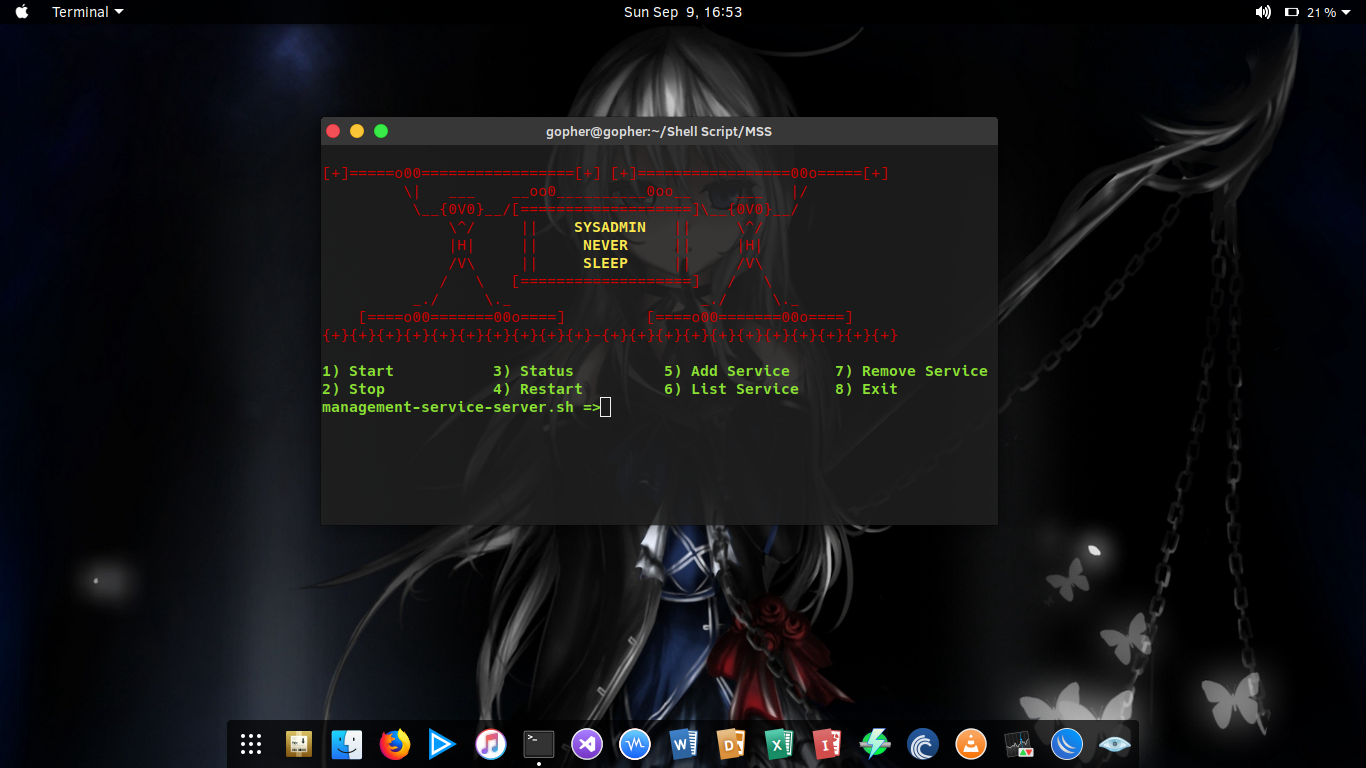 Terminal Sun Sep 9, 16:53 21 %
gopher@gopher:~/Shell Script/MSS
[+]=====o00=================[+] [+]=================00o=====[+]
\| ___ __oo0__________0oo__ ___ |/
\__{0V0}__/[===================]\__{0V0}__/
\^/ || SYSADMIN || \^/
|H| || NEVER || |H|
/V\ || SLEEP || /V\
/ \ [===================] / \
_./ \._ _./ \._
[====o00=======00o====] [====o00=======00o====]
{+}{+}{+}{+}{+}{+}{+}{+}{+}{+}-{+}{+}{+}{+}{+}{+}{+}{+}{+}{+}{+}
1) Start 3) Status 5) Add Service 7) Remove Service
2) Stop 4) Restart 6) List Service 8) Exit
management-service-server.sh =>
>_
W D X I